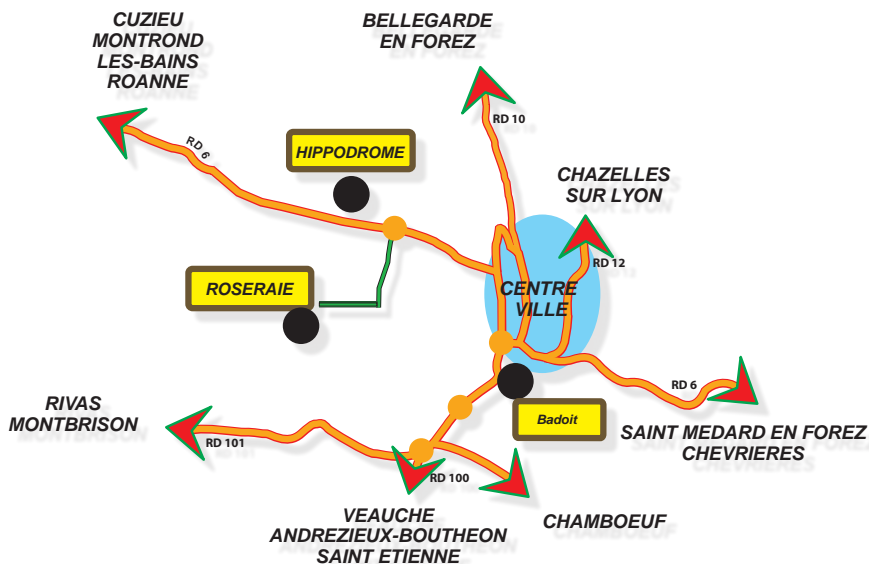 CUZIEU
MONTROND
LES-BAINS
ROANNE
BELLEGARDE
EN FOREZ
RD 10
RD 6
HIPPODROME
CHAZELLES
SUR LYON
RD 12
ROSERAIE
CENTRE
VILLE
RD 6
RIVAS
MONTBRISON
RD 101
Badoit
SAINT MEDARD EN FOREZ
CHEVRIERES
RD 100
VEAUCHE
ANDREZIEUX-BOUTHEON
SAINT ETIENNE
CHAMBOEUF